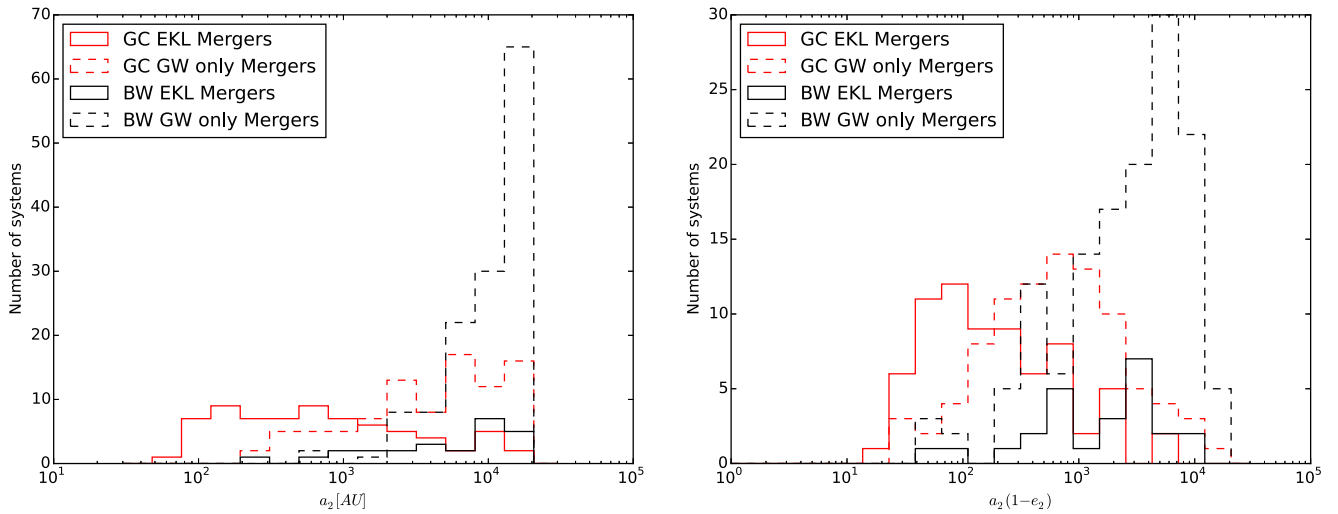 70
60
50
40
30
20
10
0
Number of systems
GC EKL Mergers
GC GW only Mergers
BW EKL Mergers
BW GW only Mergers
10^1
10^2
10^3
10^4
10^5
a_2[AU]
30
25
20
15
10
5
0
Number of systems
GC EKL Mergers
GC GW only Mergers
BW EKL Mergers
BW GW only Mergers
10^0
10^1
10^2
10^3
10^4
10^5
a_2(1−e_2)